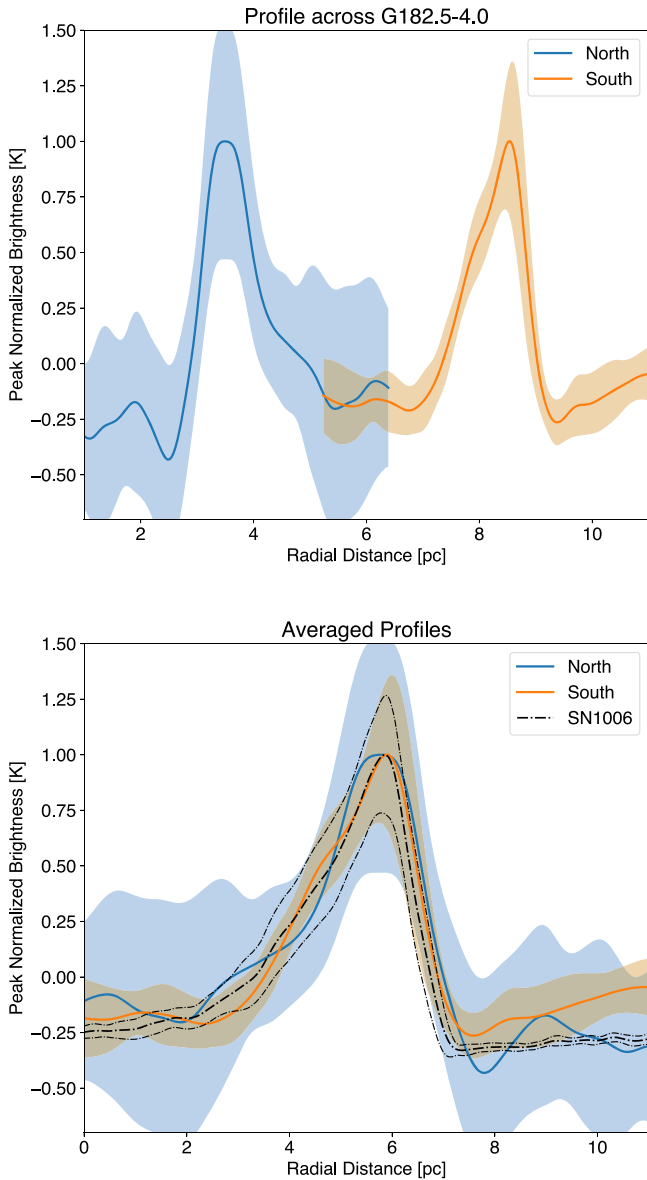 Profile across G182.5-4.0
1.50
1.25
1.00
0.75
0.50
0.25
0.00
−0.25
−0.50
Peak Normalized Brightness [K]
North
South
2 4 6 8 10
Radial Distance [pc]
Averaged Profiles
1.50
1.25
1.00
0.75
0.50
0.25
0.00
−0.25
−0.50
Peak Normalized Brightness [K]
North
South
SN1006
0 2 4 6 8 10
Radial Distance [pc]